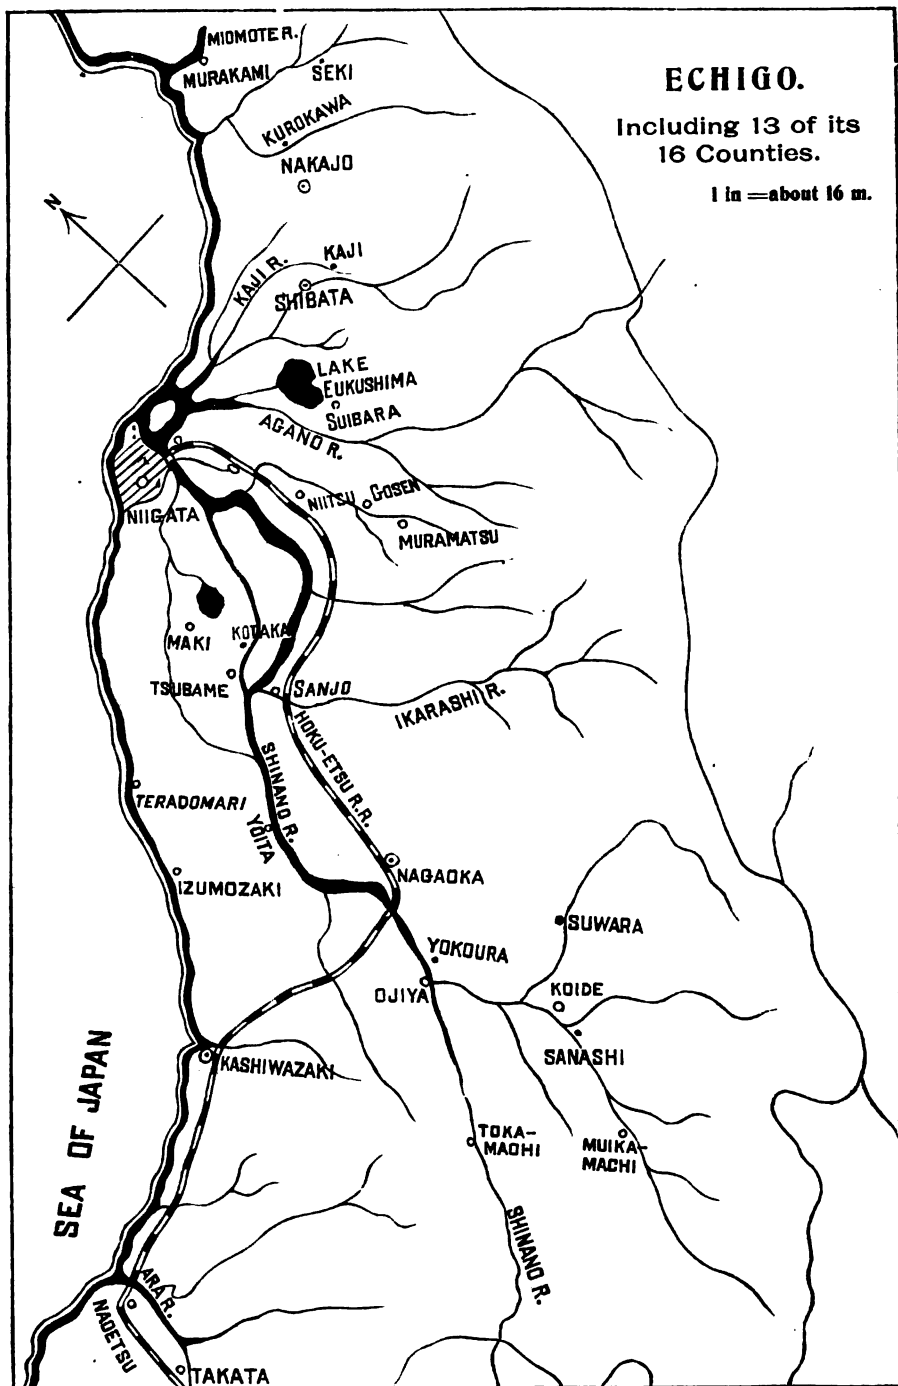 MIOMOTE R.
MURAKAMI
SEKI
KUROKAWA
NAKAJO
ECHIGO.
Including 13 of its
16 Counties.
1 in =about 16 m.
N
KAJI R.
KAJI
SHIBATA
LAKE
FUKUSHIMA
SUIBARA
AGANO R.
NIIGATA
NIITSU
GOSEN
MURAMATSU
MAKI
KOTAKA
TSUBAME
SANJO
IKARASHI R.
HOKU-ETSU R.R.
SHINANO R.
TERADOMARI
YOITA
IZUMOZAKI
NAGAOKA
SUWARA
YOKOURA
OJIYA
KOIDE
SANASHI
KASHIWAZAKI
SEA OF JAPAN
TOKA-
MACHI
MUIKA-
MACHI
SHINANO R.
ARA R.
NAOETSU
TAKATA